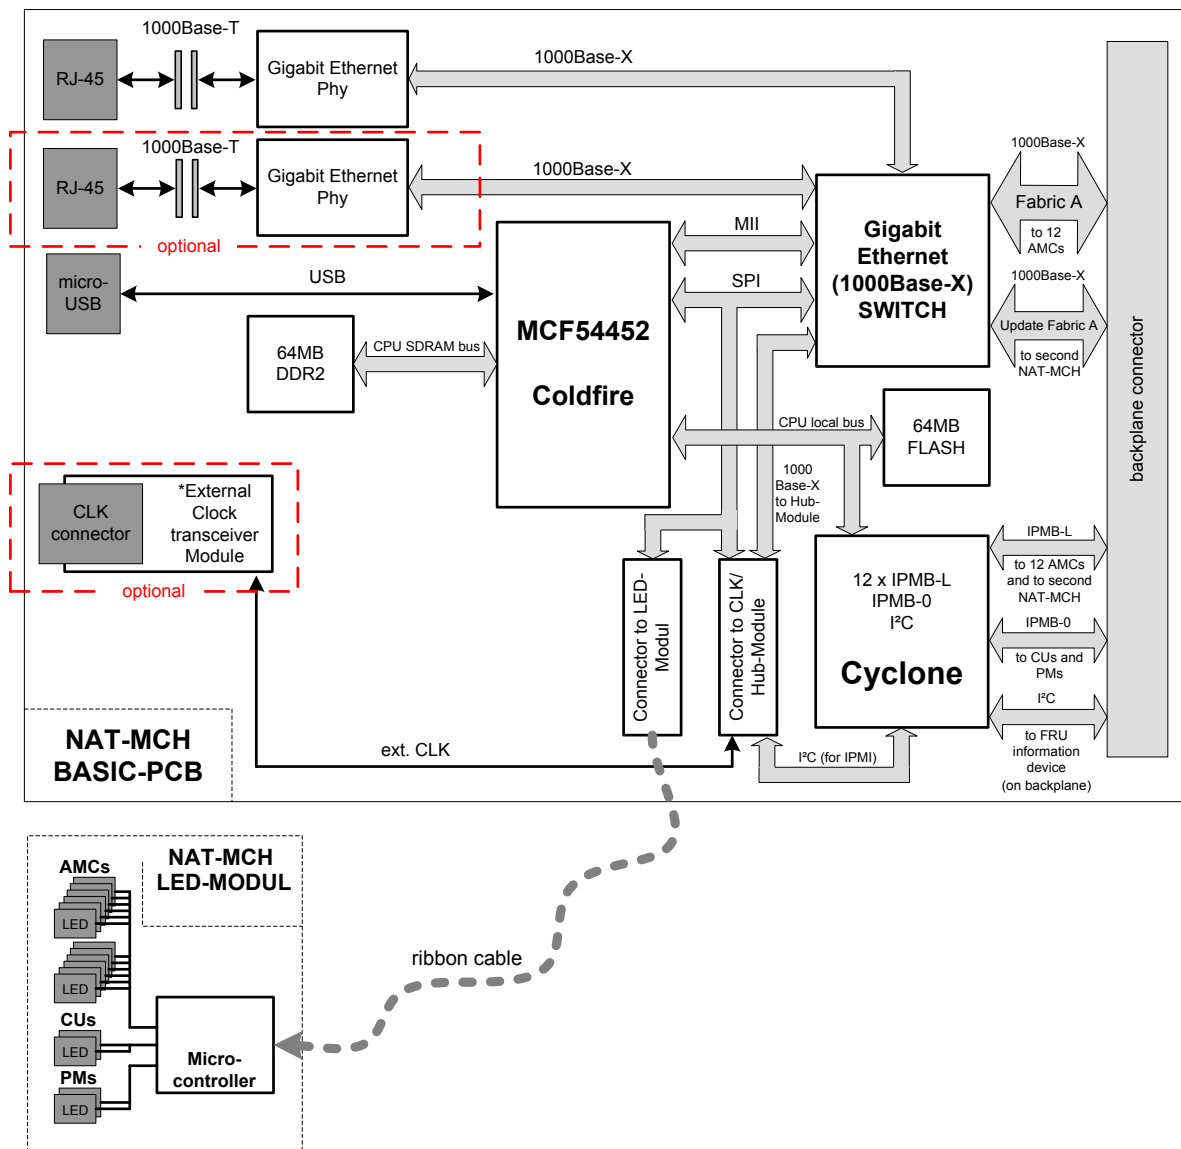 1000Base-T
RJ-45
Gigabit Ethernet
Phy
1000Base-X
1000Base-T
RJ-45
Gigabit Ethernet
Phy
1000Base-X
optional
micro-
USB
USB
64MB
DDR2
CPU SDRAM bus
MCF54452
Coldfire
MII
SPI
Gigabit
Ethernet
(1000Base-X)
SWITCH
1000Base-X
Fabric A
to 12
AMCs
1000Base-X
Update Fabric A
to second
NAT-MCH
backplane connector
CPU local bus
64MB
FLASH
1000
Base-X
to Hub-
Module
CLK
connector
*External
Clock
transceiver
Module
optional
Connector to LED-
Modul
Connector to CLK/
Hub-Module
12 x IPMB-L
IPMB-0
I²C
Cyclone
IPMB-L
to 12 AMCs
and to second
NAT-MCH
IPMB-0
to CUs and
PMs
I²C
to FRU
information
device
(on backplane)
I²C (for IPMI)
ext. CLK
NAT-MCH
BASIC-PCB
NAT-MCH
LED-MODUL
AMCs
LED
LED
CUs
LED
PMs
LED
Micro-
controller
ribbon cable